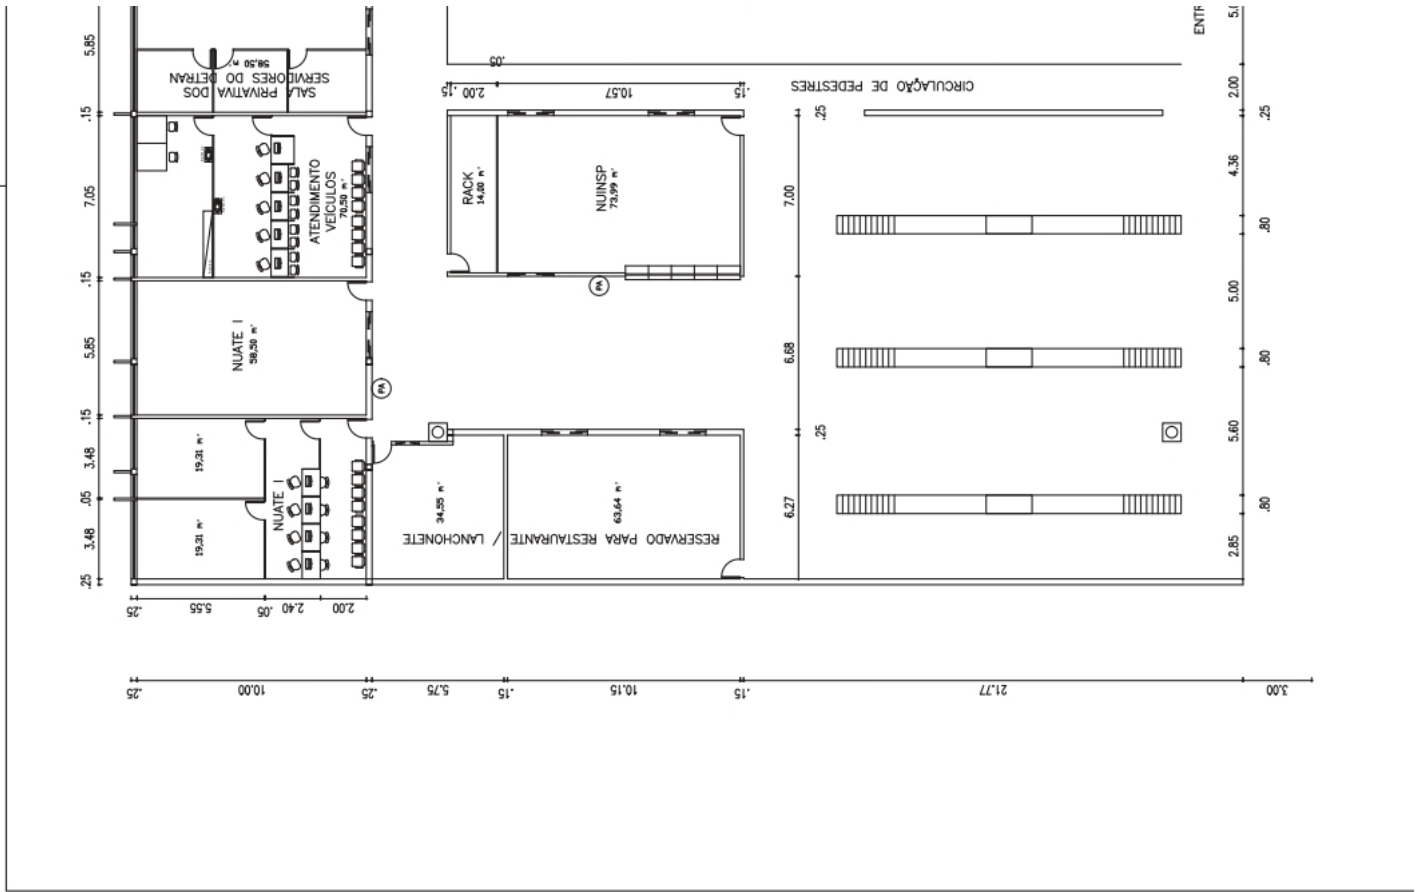 5.85
.15
7.05
.15
5.85
.15
3.48
.05
3.48
.25
58,50 m²
SALA PRIVATIVA DOS
SERVIDORES DO DETRAN
ATENDIMENTO
VEÍCULOS
70,50 m²
NUATE I
58,50 m²
19,31 m²
19,31 m²
NUATE I
PA
.05
.15
2.00
10.57
.15
RACK
14,00 m²
NUINSP
73,99 m²
PA
34,55 m²
63,64 m²
RESERVADO PARA RESTAURANTE / LANCHONETE
CIRCULAÇÃO DE PEDESTRES
.25
7.00
6.68
.25
6.27
ENTR
2.00
.25
4.36
.80
5.00
.80
5.60
.80
2.85
.25
5.55
.05
2.40
2.00
.25
10.00
.25
5.75
.15
10.15
.15
21.77
3.00